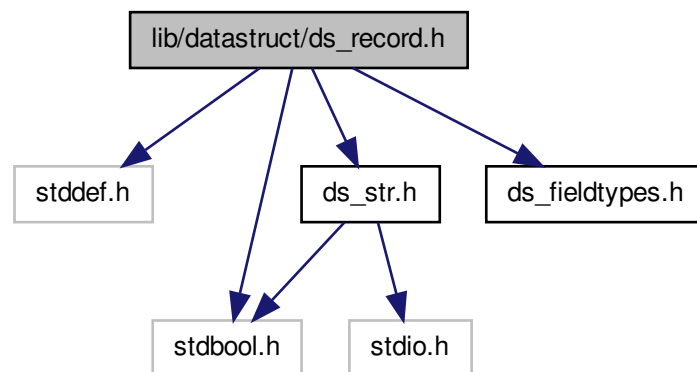 lib/datastruct/ds_record.h
stddef.h
ds_str.h
ds_fieldtypes.h
stdbool.h
stdio.h